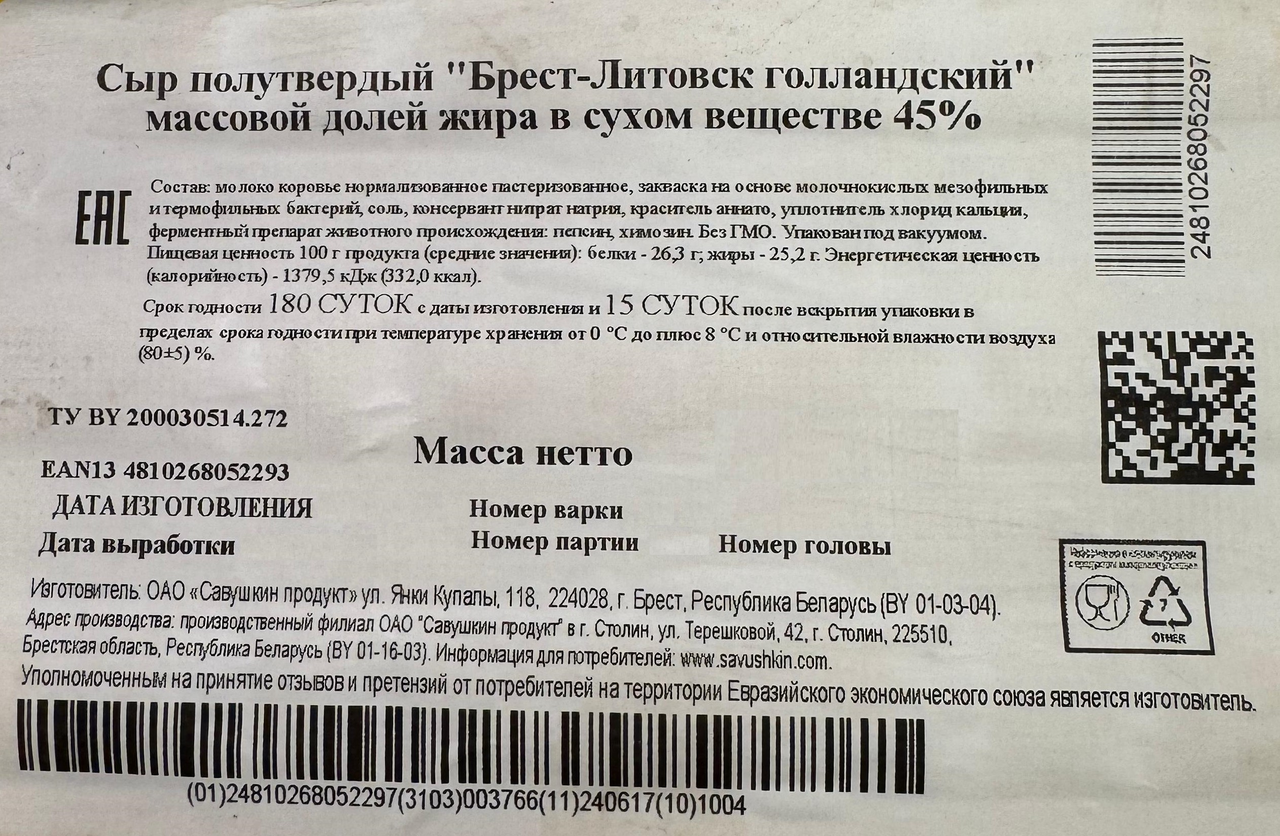 Сыр полутвердый "Брест-Литовск голландский"
массовой долей жира в сухом веществе 45%
24810268052297
EAC
Состав: молоко коровье нормализованное пастеризованное, закваска на основе молочнокислых мезофильных
и термофильных бактерий, соль, консервант нитрат натрия, краситель аннато, уплотнитель хлорид кальция,
ферментный препарат животного происхождения: пепсин, химозин. Без ГМО. Упакован под вакуумом.
Пищевая ценность 100 г продукта (средние значения): белки - 26,3 г; жиры - 25,2 г. Энергетическая ценность
(калорийность) - 1379,5 кДж (332,0 ккал).
Срок годности 180 СУТОК с даты изготовления и 15 СУТОК после вскрытия упаковки в
пределах срока годности при температуре хранения от 0 °С до плюс 8 °С и относительной влажности воздуха
(80±5) %.
ТУ BY 200030514.272
Масса нетто
EAN13 4810268052293
ДАТА ИЗГОТОВЛЕНИЯ
Номер варки
Дата выработки
Номер партии
Номер головы
7
OTHER
Изготовитель: ОАО «Савушкин продукт» ул. Янки Купалы, 118, 224028, г. Брест, Республика Беларусь (BY 01-03-04).
Адрес производства: производственный филиал ОАО "Савушкин продукт" в г. Столин, ул. Терешковой, 42, г. Столин, 225510,
Брестская область, Республика Беларусь (BY 01-16-03). Информация для потребителей: www.savushkin.com.
Уполномоченным на принятие отзывов и претензий от потребителей на территории Евразийского экономического союза является изготовитель.
(01)24810268052297(3103)003766(11)240617(10)1004